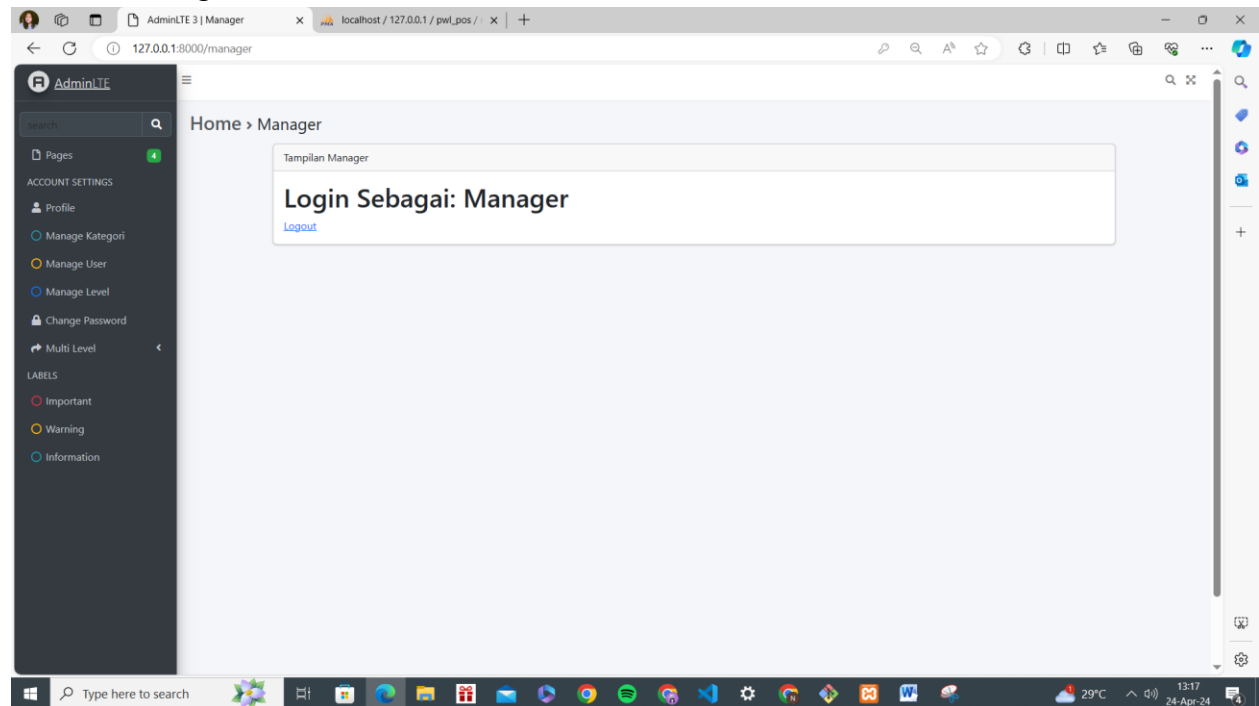 AdminLTE 3 | Manager
localhost / 127.0.0.1 / pwl_pos /
127.0.0.1:8000/manager
AdminLTE
search
Home › Manager
Pages 4
Tampilan Manager
ACCOUNT SETTINGS
Login Sebagai: Manager
Profile
Logout
Manage Kategori
Manage User
Manage Level
Change Password
Multi Level
LABELS
Important
Warning
Information
Type here to search
29°C
13:17
24-Apr-24